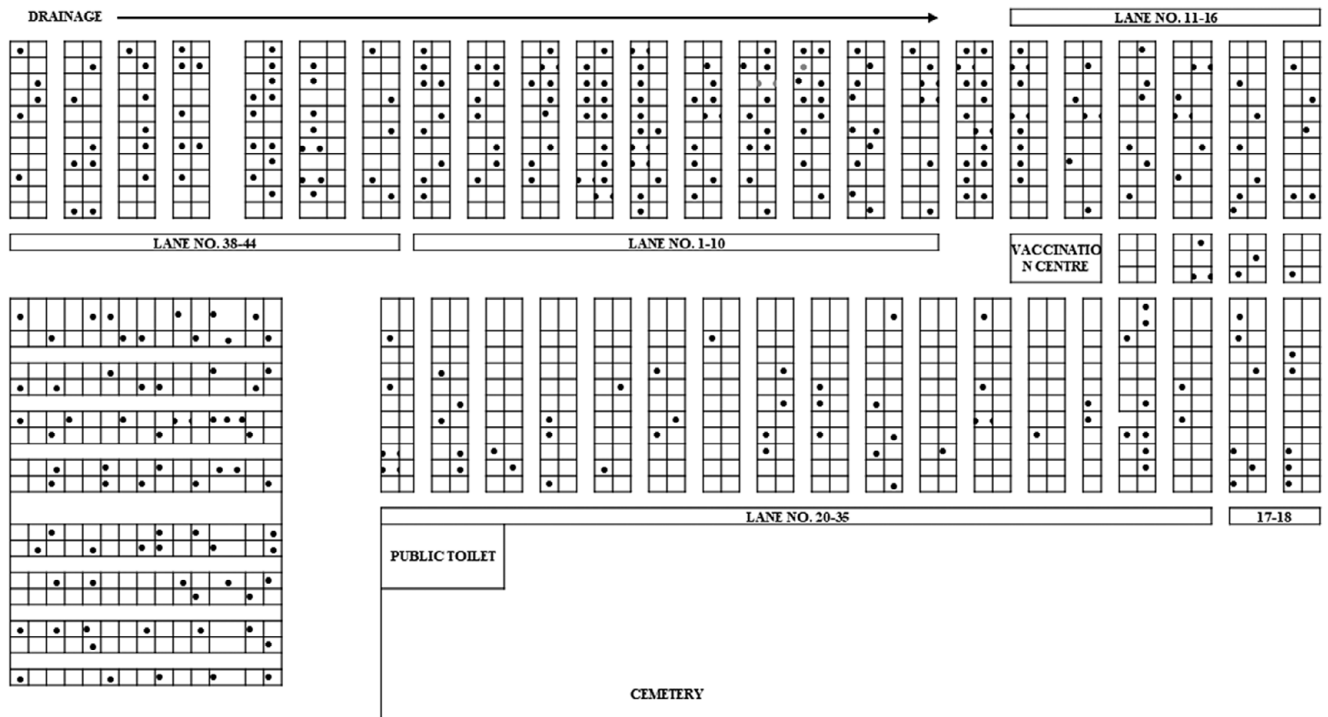 DRAINAGE
LANE NO. 11-16
LANE NO. 38-44
LANE NO. 1-10
VACCINATIO
N CENTRE
LANE NO. 20-35
17-18
PUBLIC TOILET
CEMETERY